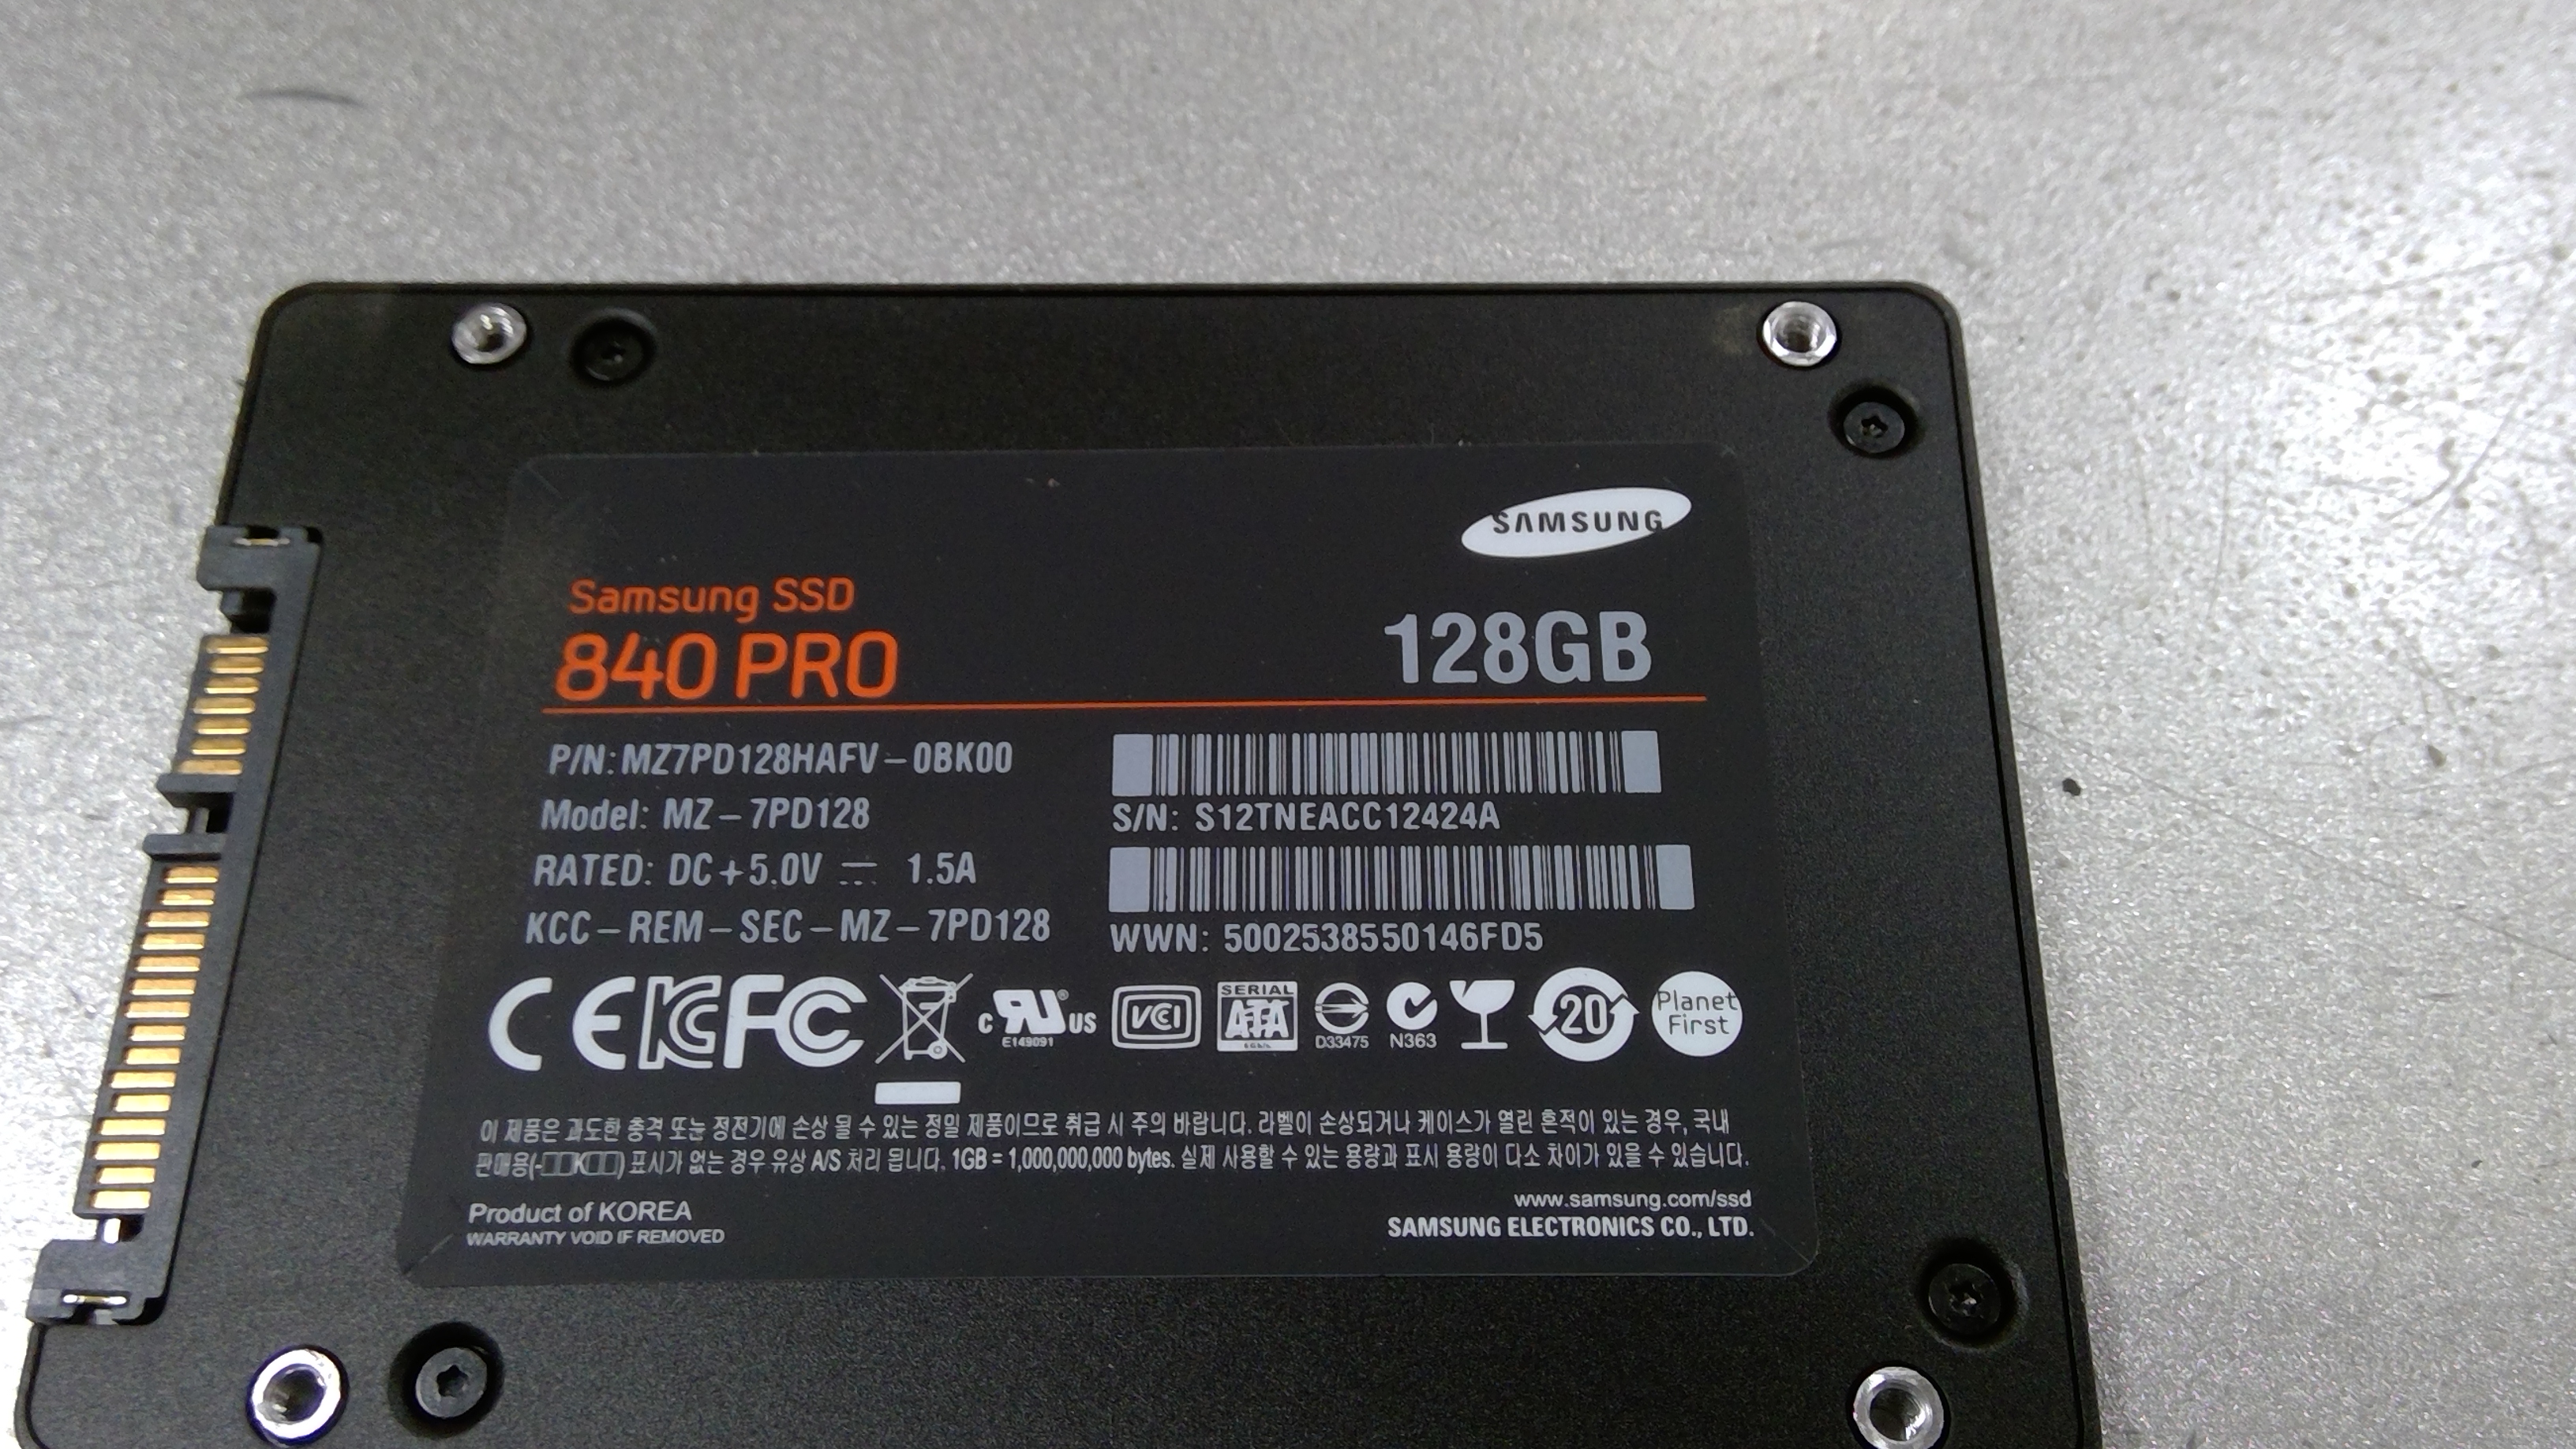 SAMSUNG
Samsung SSD
840 PRO
128GB
P/N: MZ7PD128HAFV-0BK00
Model: MZ-7PD128
RATED: DC+5.0V ⎓ 1.5A
KCC-REM-SEC-MZ-7PD128
S/N: S12TNEACC12424A
WWN: 5002538550146FD5
CE KC FC
c RU ® US
E149091
VCI
SERIAL
ATA
D33475
N363
20
Planet
First
이 제품은 과도한 충격 또는 정전기에 손상 될 수 있는 정밀 제품이므로 취급 시 주의 바랍니다. 라벨이 손상되거나 케이스가 열린 흔적이 있는 경우, 국내
판매용(-□□K□□) 표시가 없는 경우 유상 A/S 처리 됩니다. 1GB = 1,000,000,000 bytes. 실제 사용할 수 있는 용량과 표시 용량이 다소 차이가 있을 수 있습니다.
Product of KOREA
WARRANTY VOID IF REMOVED
www.samsung.com/ssd
SAMSUNG ELECTRONICS CO., LTD.